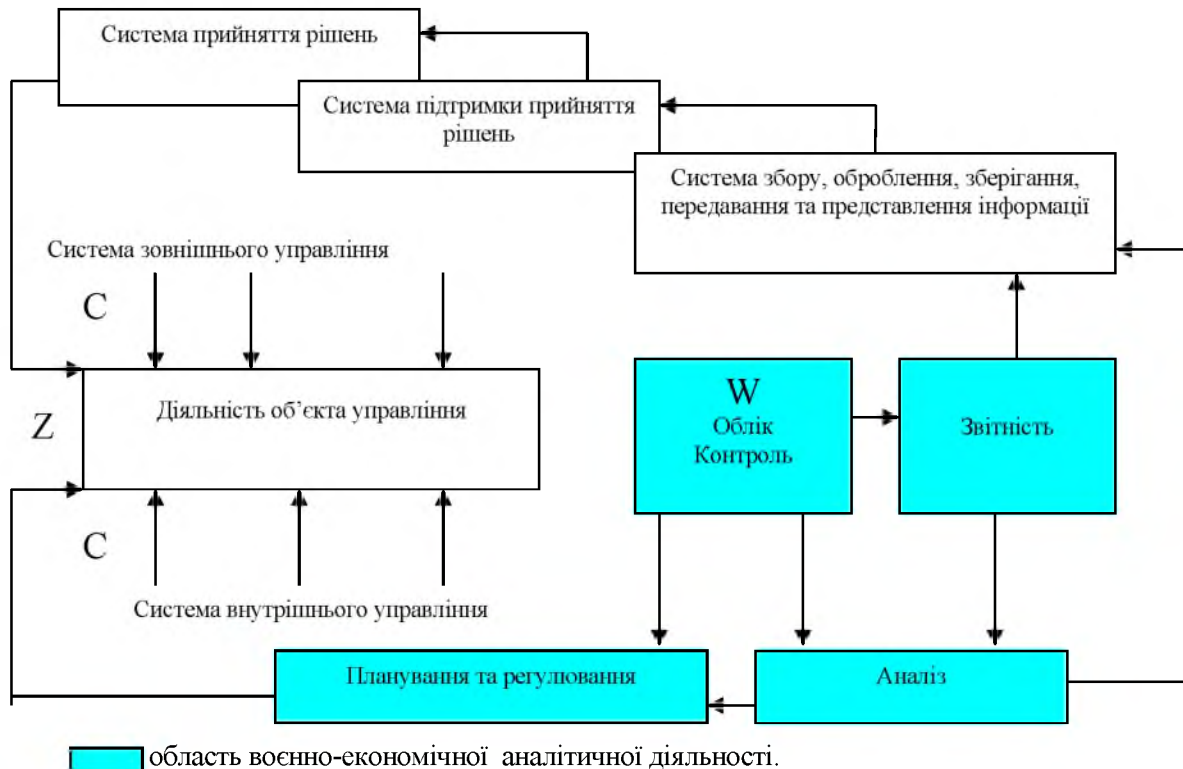 Система прийняття рішень
Система підтримки прийняття
рішень
Система збору, оброблення, зберігання,
передавання та представлення інформації
Система зовнішнього управління
С
W
Облік
Контроль
Звітність
Діяльність об’єкта управління
Z
С
Система внутрішнього управління
Планування та регулювання
Аналіз
область воєнно-економічної аналітичної діяльності.